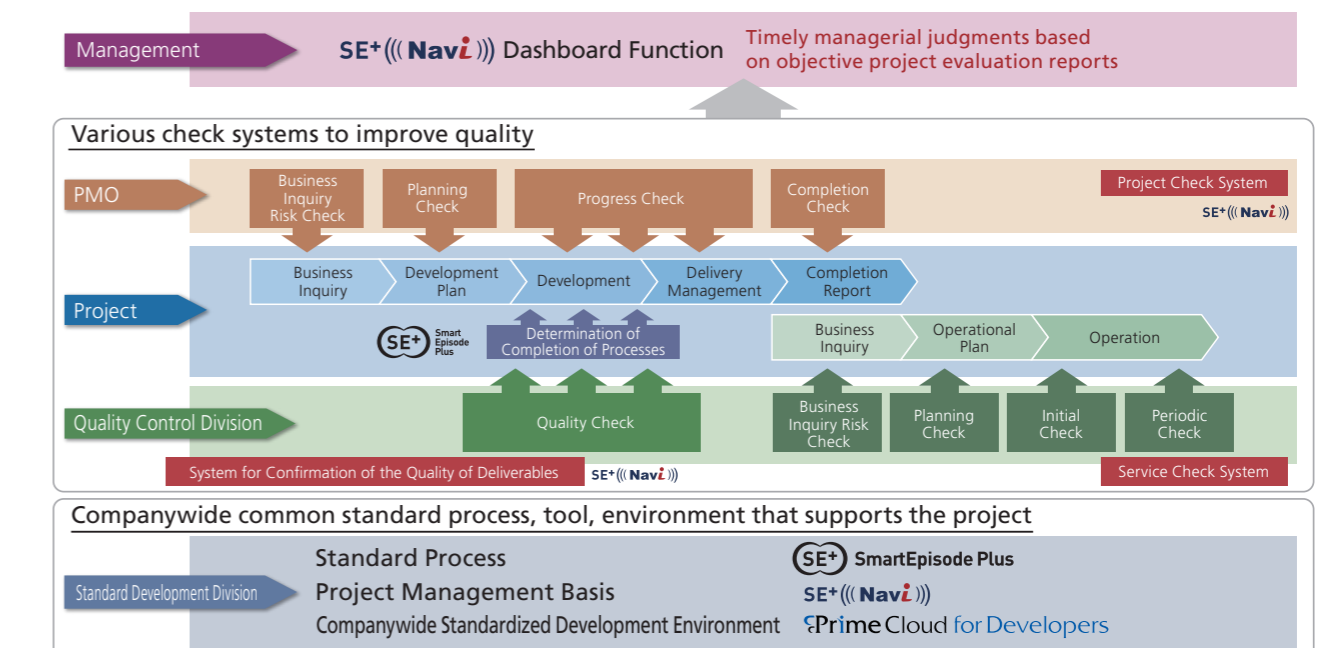 Management
SE+((( Navi ))) Dashboard Function
Timely managerial judgments based
on objective project evaluation reports
Various check systems to improve quality
PMO
Business
Inquiry
Risk Check
Planning
Check
Progress Check
Completion
Check
Project Check System
SE+((( Navi )))
Project
Business
Inquiry
Development
Plan
Development
Delivery
Management
Completion
Report
SE+
Smart
Episode
Plus
Determination of
Completion of Processes
Business
Inquiry
Operational
Plan
Operation
Quality Control Division
Quality Check
Business
Inquiry Risk
Check
Planning
Check
Initial
Check
Periodic
Check
System for Confirmation of the Quality of Deliverables
SE+((( Navi )))
Service Check System
Companywide common standard process, tool, environment that supports the project
Standard Development Division
Standard Process
SE+ SmartEpisode Plus
Project Management Basis
SE+((( Navi )))
Companywide Standardized Development Environment
PrimeCloud for Developers